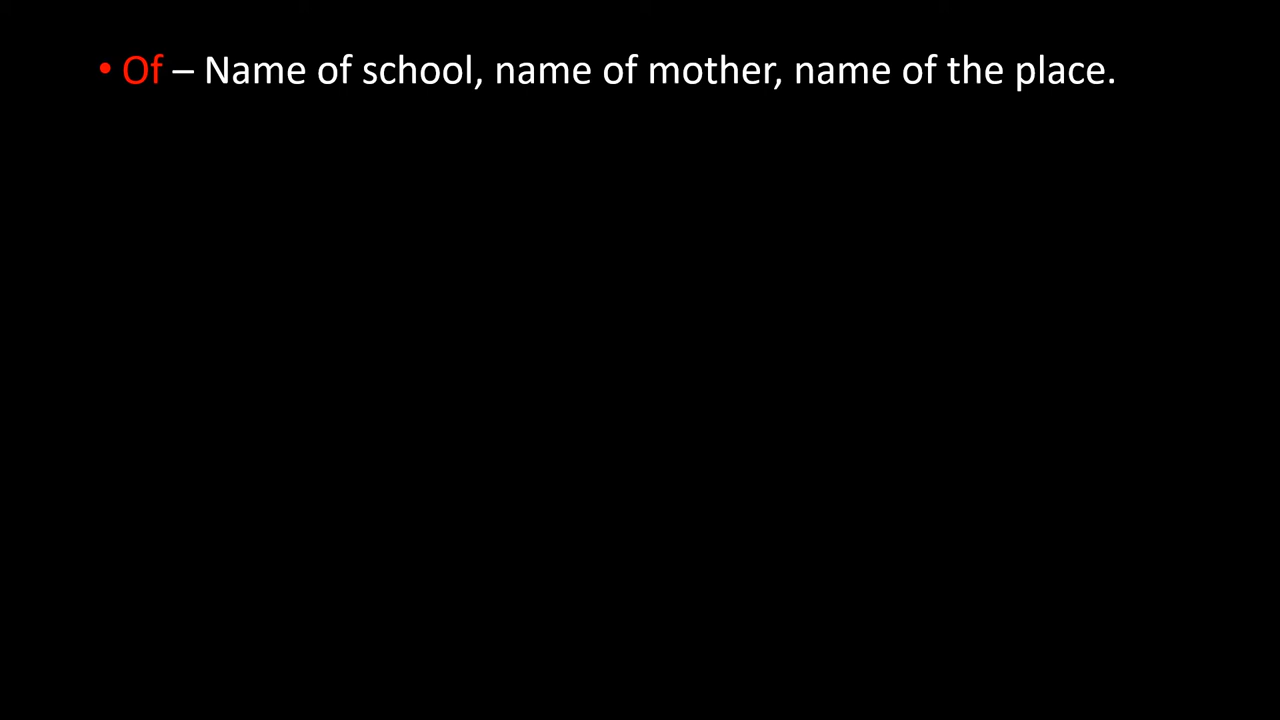 • Of – Name of school, name of mother, name of the place.